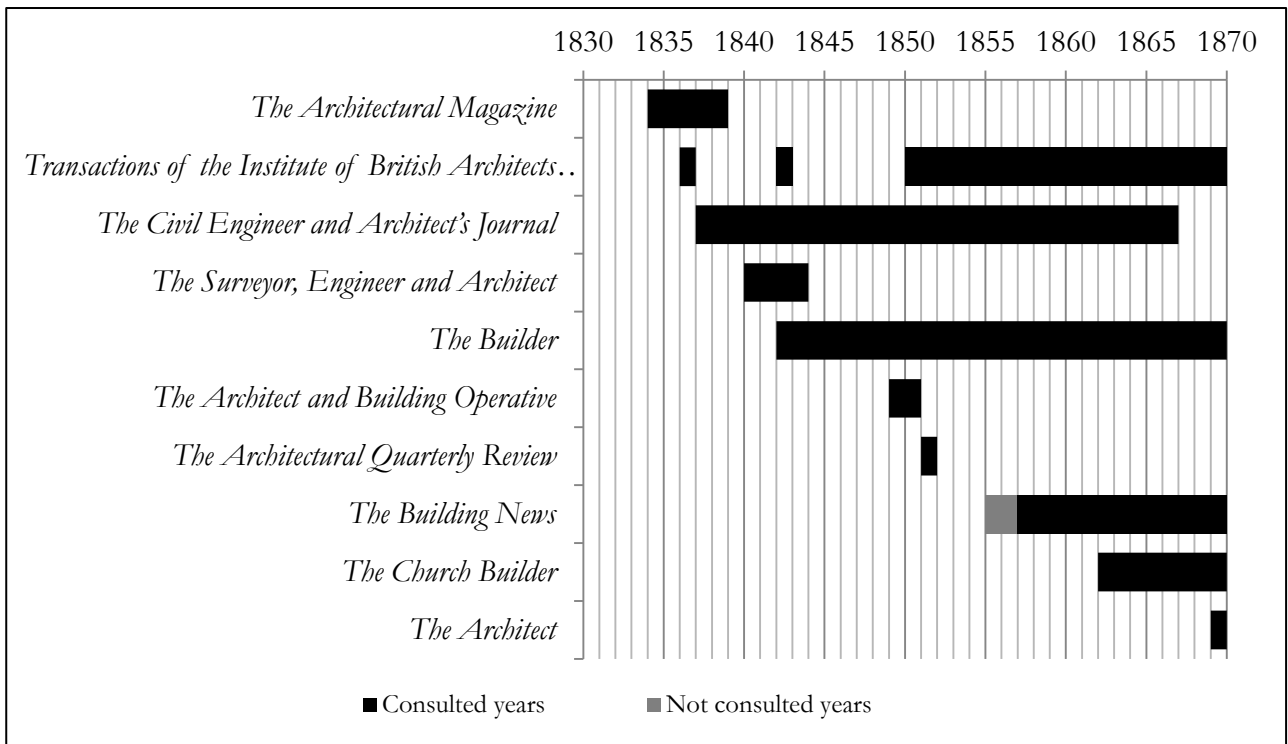 1830 1835 1840 1845 1850 1855 1860 1865 1870
The Architectural Magazine
Transactions of the Institute of British Architects…
The Civil Engineer and Architect's Journal
The Surveyor, Engineer and Architect
The Builder
The Architect and Building Operative
The Architectural Quarterly Review
The Building News
The Church Builder
The Architect
Consulted years Not consulted years